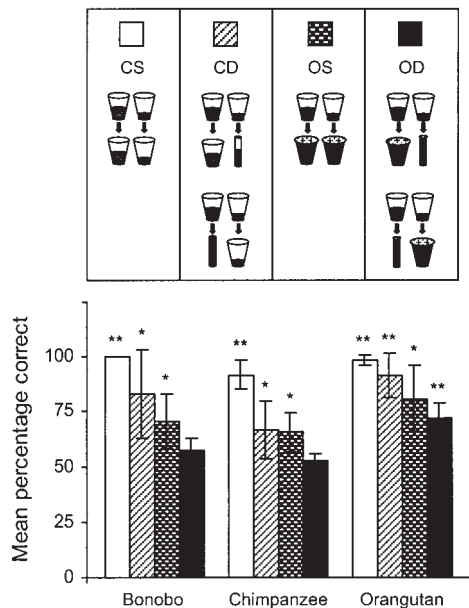 CS CD OS OD
Mean percentage correct
100
75
50
25
0
** * *
** * *
** ** * **
Bonobo Chimpanzee Orangutan